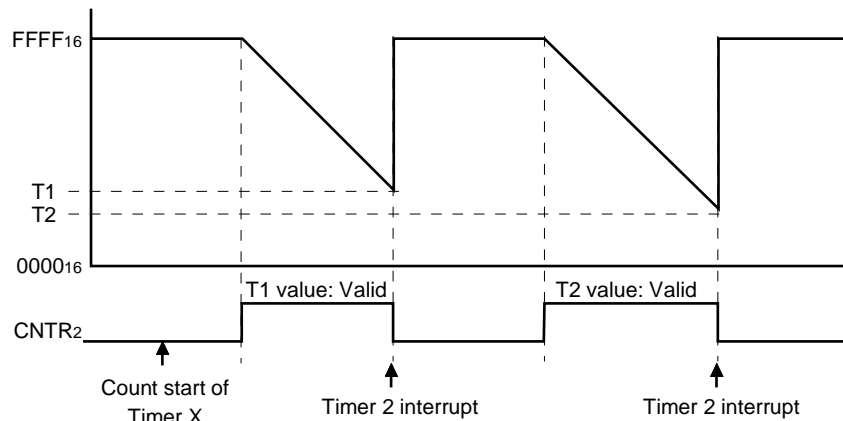 FFFF16
T1
T2
000016
T1 value: Valid T2 value: Valid
CNTR2
Count start of
Timer X
Timer 2 interrupt Timer 2 interrupt